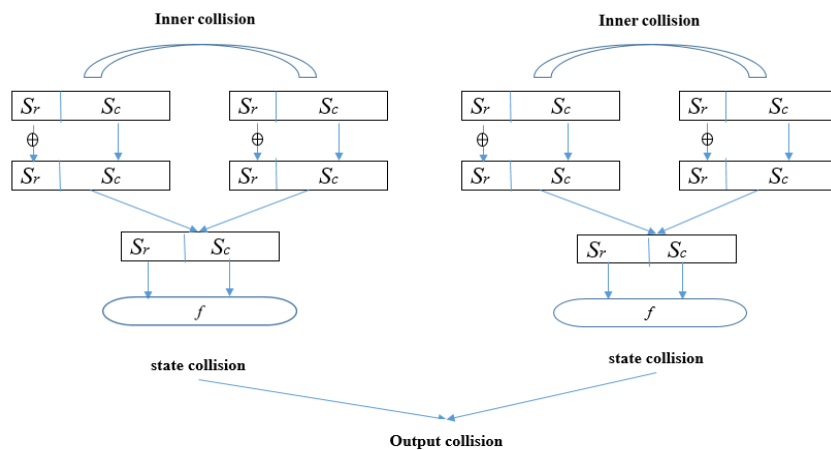 Inner collision Inner collision
Sr Sc Sr Sc Sr Sc Sr Sc
⊕ ⊕ ⊕ ⊕
Sr Sc Sr Sc Sr Sc Sr Sc
Sr Sc Sr Sc
f f
state collision state collision
Output collision